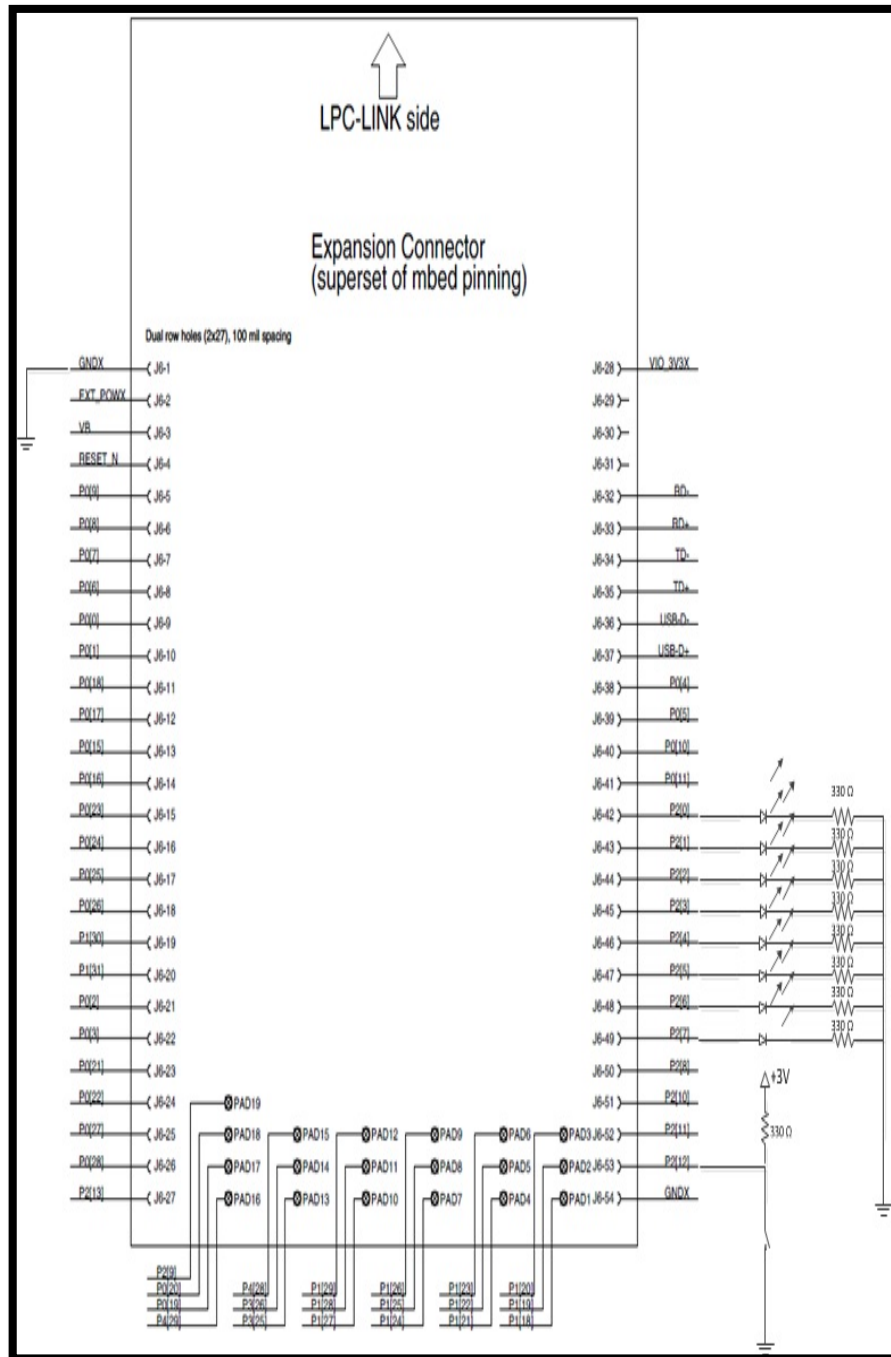 LPC-LINK side
Expansion Connector
(superset of mbed pinning)
Dual row holes (2x27), 100 mil spacing
GNDX J6-1 J6-28 VIO_3V3X
EXT_POWX J6-2 J6-29
VB J6-3 J6-30
RESET_N J6-4 J6-31
P0[9] J6-5 J6-32 RD-
P0[8] J6-6 J6-33 RD+
P0[7] J6-7 J6-34 TD-
P0[6] J6-8 J6-35 TD+
P0[0] J6-9 J6-36 USB-D-
P0[1] J6-10 J6-37 USB-D+
P0[18] J6-11 J6-38 P0[4]
P0[17] J6-12 J6-39 P0[5]
P0[15] J6-13 J6-40 P0[10]
P0[16] J6-14 J6-41 P0[11]
330 Ω
P0[23] J6-15 J6-42 P2[0]
330 Ω
P0[24] J6-16 J6-43 P2[1]
330 Ω
P0[25] J6-17 J6-44 P2[2]
330 Ω
P0[26] J6-18 J6-45 P2[3]
330 Ω
P1[30] J6-19 J6-46 P2[4]
330 Ω
P1[31] J6-20 J6-47 P2[5]
330 Ω
P0[2] J6-21 J6-48 P2[6]
330 Ω
P0[3] J6-22 J6-49 P2[7]
P0[21] J6-23 J6-50 P2[8]
+3V
P0[22] J6-24 PAD19 J6-51 P2[10]
330 Ω
P0[27] J6-25 PAD18 PAD15 PAD12 PAD9 PAD6 PAD3 J6-52 P2[11]
P0[28] J6-26 PAD17 PAD14 PAD11 PAD8 PAD5 PAD2 J6-53 P2[12]
P2[13] J6-27 PAD16 PAD13 PAD10 PAD7 PAD4 PAD1 J6-54 GNDX
P2[9]
P0[20] P4[28] P1[29] P1[26] P1[23] P1[20]
P0[19] P3[26] P1[28] P1[25] P1[22] P1[19]
P4[29] P3[25] P1[27] P1[24] P1[21] P1[18]